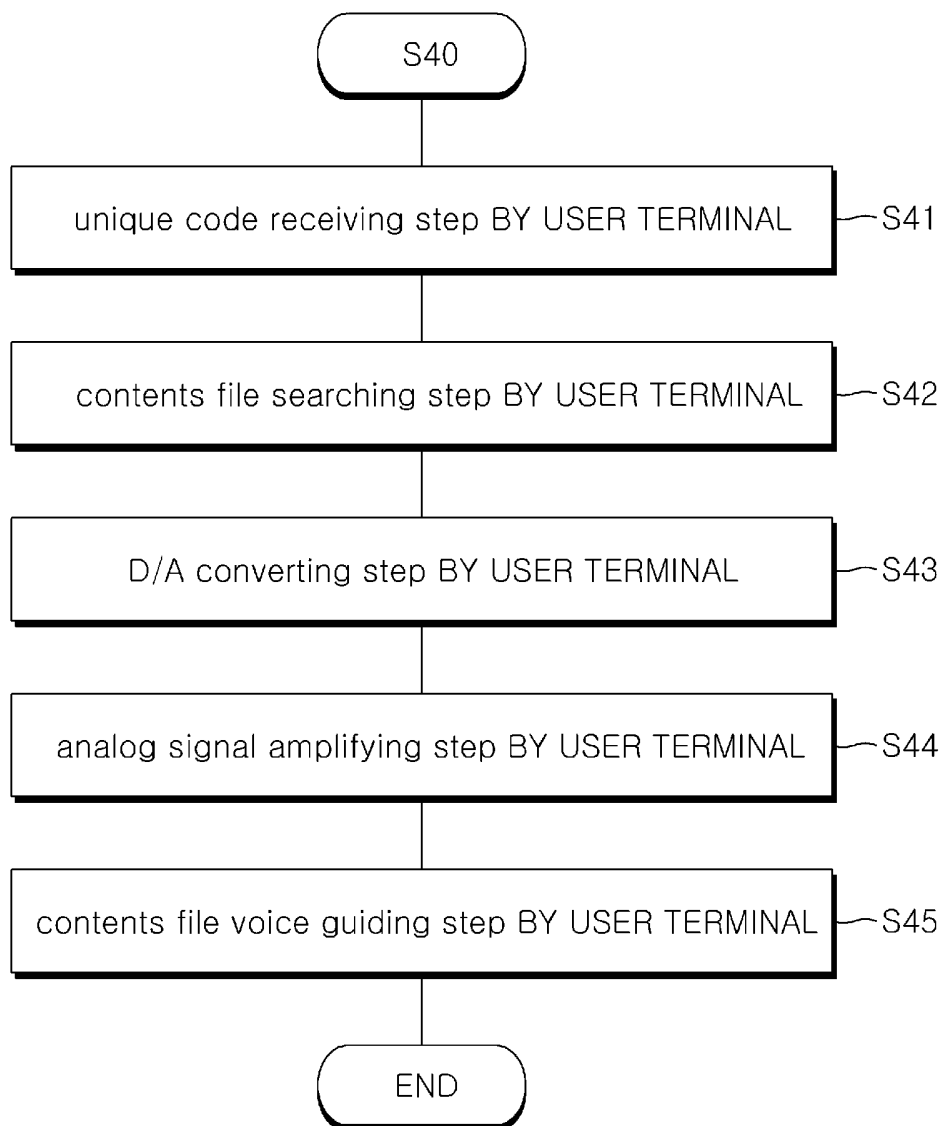 S40
unique code receiving step BY USER TERMINAL
S41
contents file searching step BY USER TERMINAL
S42
D/A converting step BY USER TERMINAL
S43
analog signal amplifying step BY USER TERMINAL
S44
contents file voice guiding step BY USER TERMINAL
S45
END